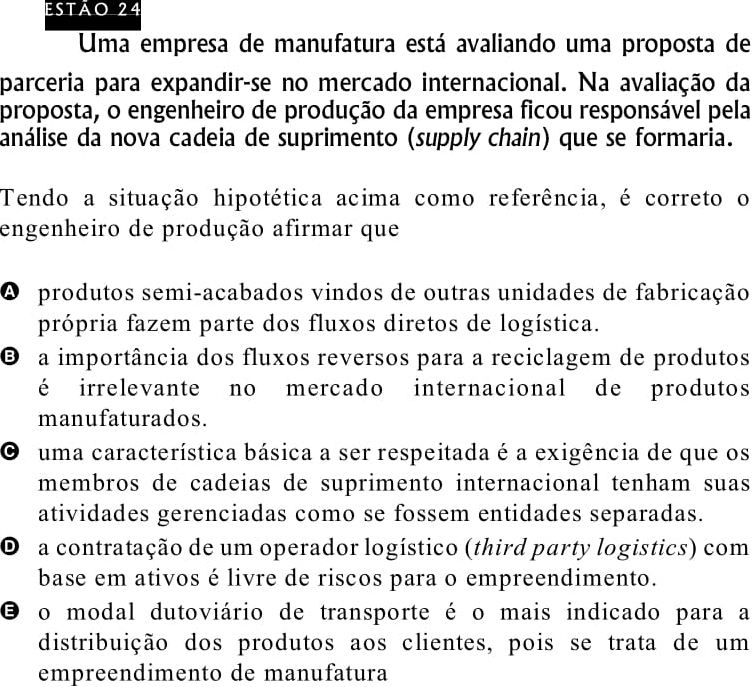 ESTÃO 24
Uma empresa de manufatura está avaliando uma proposta de
parceria para expandir-se no mercado internacional. Na avaliação da
proposta, o engenheiro de produção da empresa ficou responsável pela
análise da nova cadeia de suprimento (supply chain) que se formaria.
Tendo a situação hipotética acima como referência, é correto o
engenheiro de produção afirmar que
A produtos semi-acabados vindos de outras unidades de fabricação
própria fazem parte dos fluxos diretos de logística.
B a importância dos fluxos reversos para a reciclagem de produtos
é irrelevante no mercado internacional de produtos
manufaturados.
C uma característica básica a ser respeitada é a exigência de que os
membros de cadeias de suprimento internacional tenham suas
atividades gerenciadas como se fossem entidades separadas.
D a contratação de um operador logístico (third party logistics) com
base em ativos é livre de riscos para o empreendimento.
E o modal dutoviário de transporte é o mais indicado para a
distribuição dos produtos aos clientes, pois se trata de um
empreendimento de manufatura